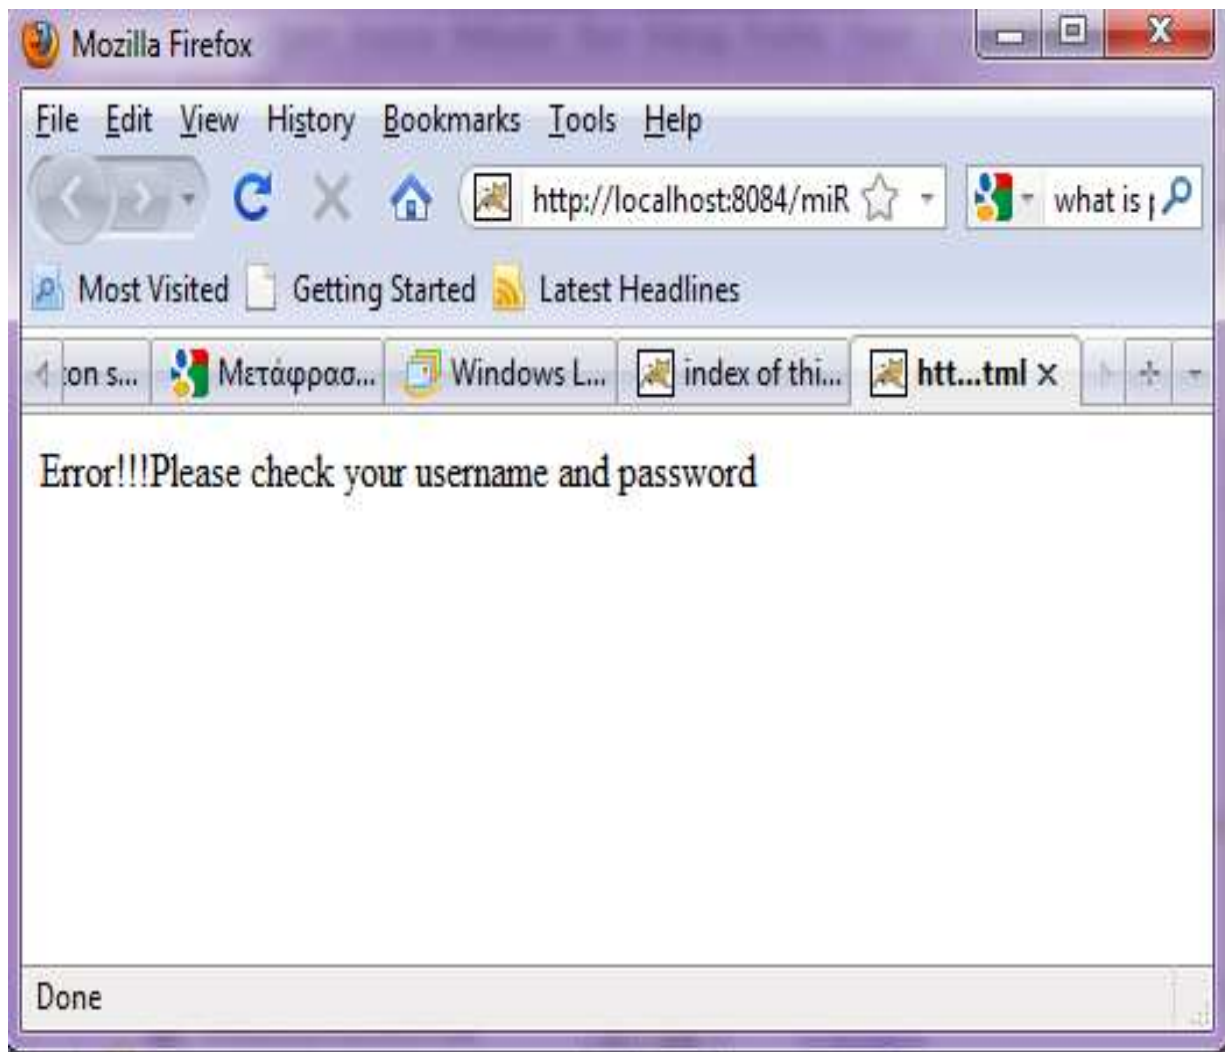 Mozilla Firefox
X
File Edit View History Bookmarks Tools Help
http://localhost:8084/miR what is
Most Visited Getting Started Latest Headlines
on s... Μετάφρασ... Windows L... index of thi... htt...tml x
Error!!!Please check your username and password
Done